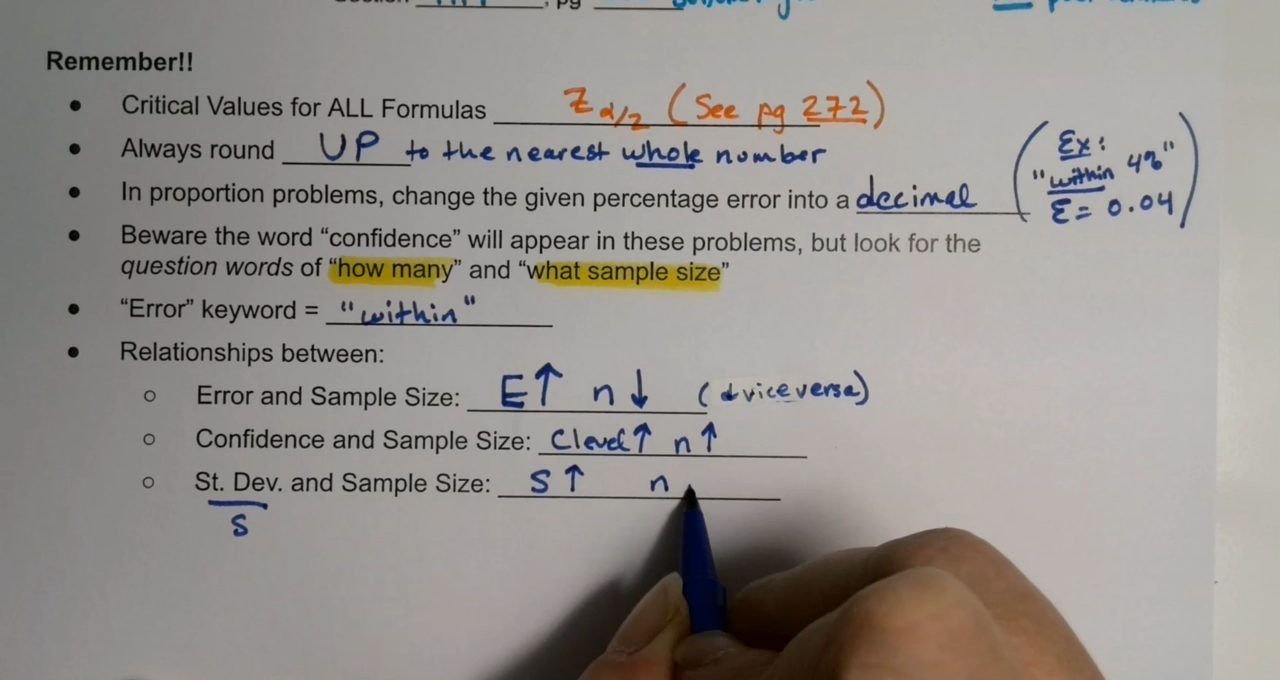 , pg
Remember!!
• Critical Values for ALL Formulas Zα/2 (See pg 272)
• Always round UP to the nearest whole number
(Ex: "within 4%" E = 0.04)
• In proportion problems, change the given percentage error into a decimal
• Beware the word “confidence” will appear in these problems, but look for the
question words of “how many” and “what sample size”
• “Error” keyword = "within"
• Relationships between:
○ Error and Sample Size: E↑ n↓ (& vice versa)
○ Confidence and Sample Size: Clevel↑ n↑
○ St. Dev. and Sample Size: S↑ n
S